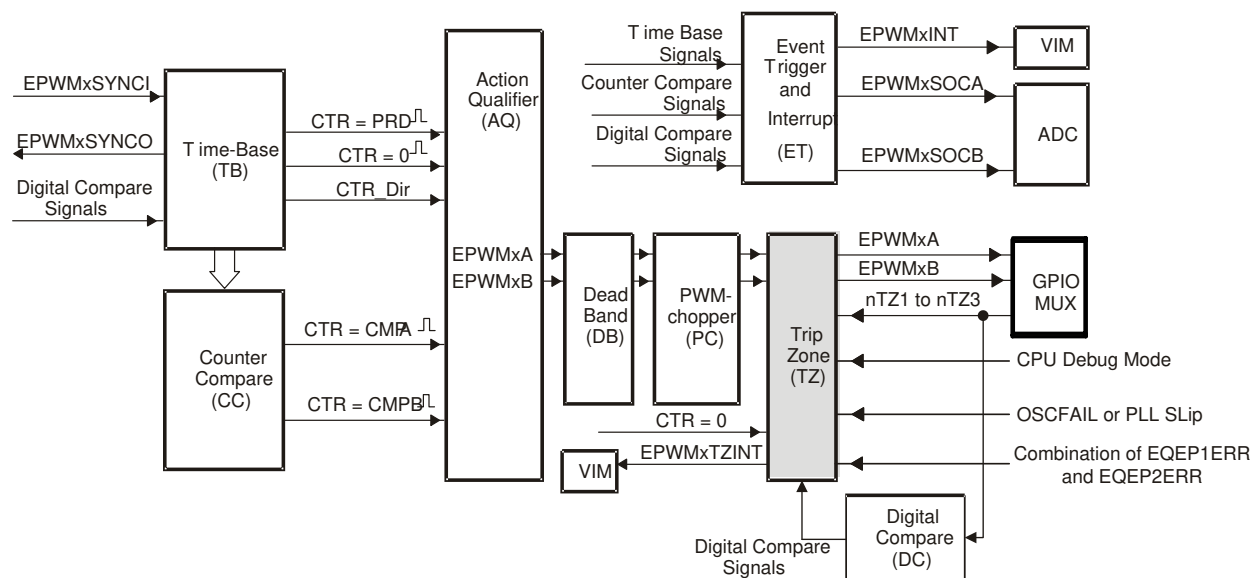 EPWMxSYNCI
EPWMxSYNCO
Digital Compare
Signals
Time-Base
(TB)
CTR = PRD
CTR = 0
CTR_Dir
Counter
Compare
(CC)
CTR = CMPA
CTR = CMPB
Action
Qualifier
(AQ)
EPWMxA
EPWMxB
Dead
Band
(DB)
PWM-
chopper
(PC)
Time Base
Signals
Counter Compare
Signals
Digital Compare
Signals
Event
Trigger
and
Interrupt
(ET)
EPWMxINT
EPWMxSOCA
EPWMxSOCB
VIM
ADC
Trip
Zone
(TZ)
EPWMxA
EPWMxB
nTZ1 to nTZ3
GPIO
MUX
CPU Debug Mode
OSCFAIL or PLL SLip
Combination of EQEP1ERR
and EQEP2ERR
CTR = 0
EPWMxTZINT
VIM
Digital Compare
Signals
Digital
Compare
(DC)